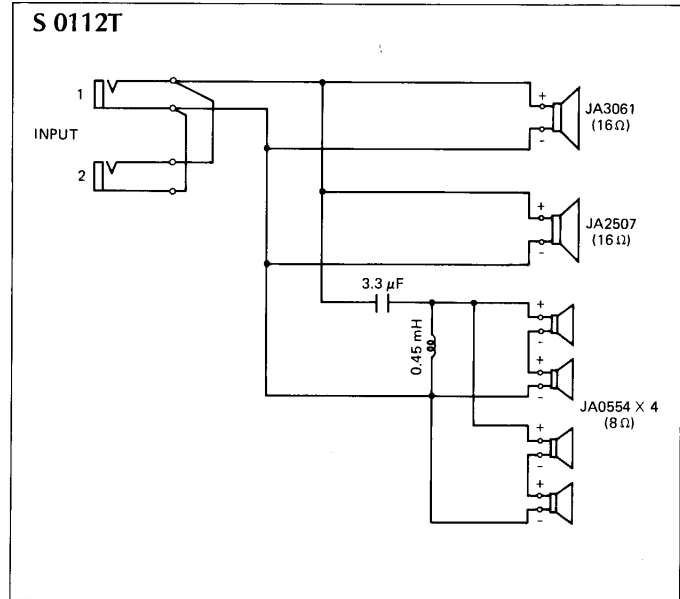 S 0112T
1
INPUT
2
+
-
JA3061
(16Ω)
+
-
JA2507
(16Ω)
3.3 μF
0.45 mH
+
-
+
-
JA0554 X 4
(8Ω)
+
-
+
-